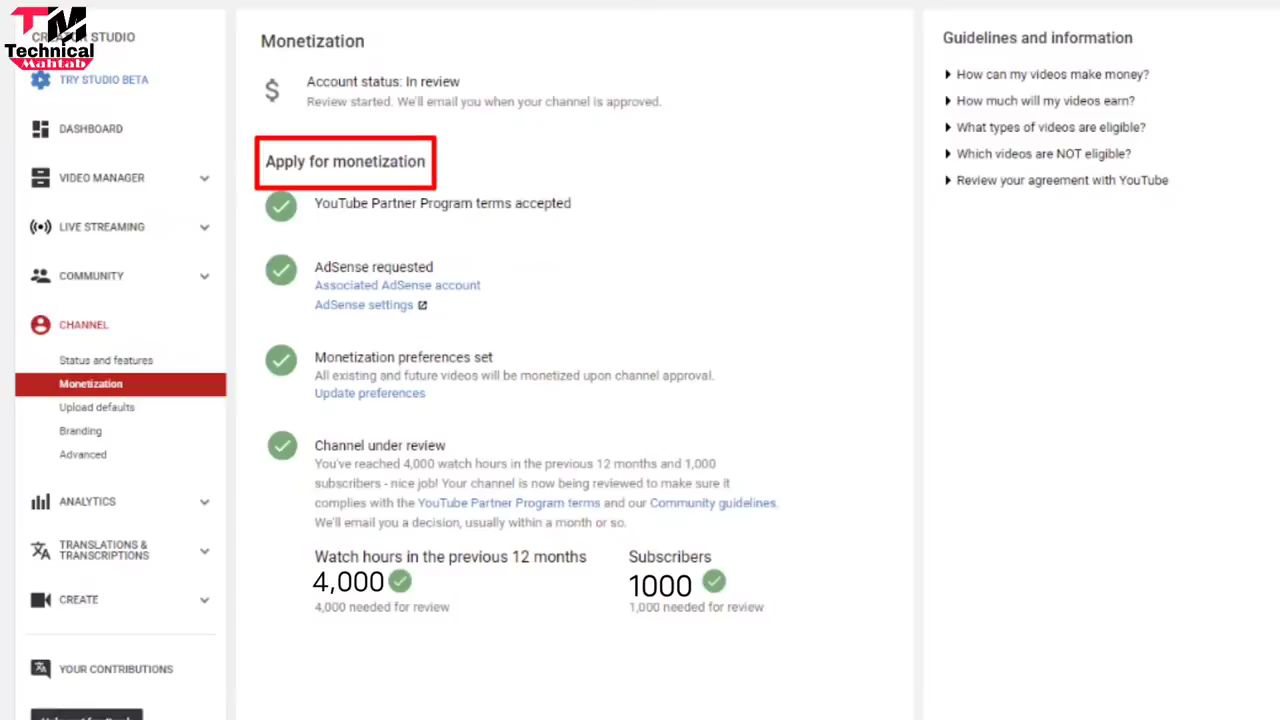 TM
Technical
Mahtab
STUDIO
TRY STUDIO BETA
DASHBOARD
VIDEO MANAGER
LIVE STREAMING
COMMUNITY
CHANNEL
Status and features
Monetization
Upload defaults
Branding
Advanced
ANALYTICS
TRANSLATIONS &
TRANSCRIPTIONS
CREATE
YOUR CONTRIBUTIONS
Monetization
Account status: In review
Review started. We'll email you when your channel is approved.
Apply for monetization
YouTube Partner Program terms accepted
AdSense requested
Associated AdSense account
AdSense settings
Monetization preferences set
All existing and future videos will be monetized upon channel approval.
Update preferences
Channel under review
You've reached 4,000 watch hours in the previous 12 months and 1,000
subscribers - nice job! Your channel is now being reviewed to make sure it
complies with the YouTube Partner Program terms and our Community guidelines.
We'll email you a decision, usually within a month or so.
Watch hours in the previous 12 months
4,000
4,000 needed for review
Subscribers
1000
1,000 needed for review
Guidelines and information
How can my videos make money?
How much will my videos earn?
What types of videos are eligible?
Which videos are NOT eligible?
Review your agreement with YouTube